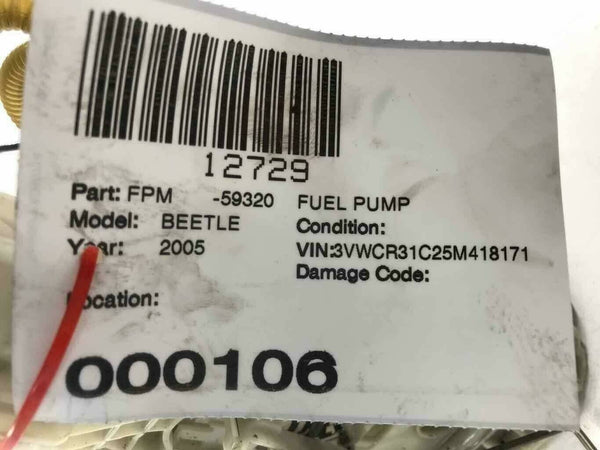 12729
Part: FPM -59320 FUEL PUMP
Model: BEETLE Condition:
Year: 2005 VIN:3VWCR31C25M418171
Damage Code:
Location:
000106